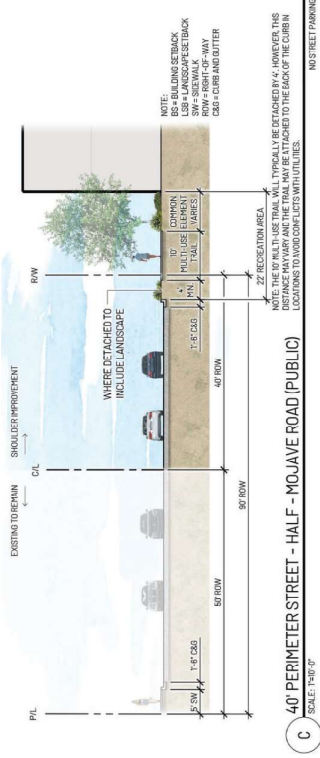 EXISTING TO REMAIN
SHOULDER IMPROVEMENT
P/L
C/L
R/W
WHERE DETACHED TO
INCLUDE LANDSCAPE
5' SW
1'-6" C&G
1'-6" C&G
4'
MIN.
10'
MULTI-USE
TRAIL
COMMON
ELEMENT
VARIES
50' ROW
40' ROW
90' ROW
22' RECREATION AREA
NOTE:
BS = BUILDING SETBACK
LSB = LANDSCAPE SETBACK
SW = SIDEWALK
ROW = RIGHT-OF-WAY
C&G = CURB AND GUTTER
NOTE: THE 10' MULTI-USE TRAIL WILL TYPICALLY BE DETACHED BY 4', HOWEVER, THIS
DISTANCE MAY VARY AND THE TRAIL MAY BE ATTACHED TO THE BACK OF THE CURB IN
LOCATIONS TO AVOID CONFLICTS WITH UTILITIES.
C
40' PERIMETER STREET - HALF - MOJAVE ROAD (PUBLIC)
SCALE: 1"=10'-0"
NO STREET PARKING